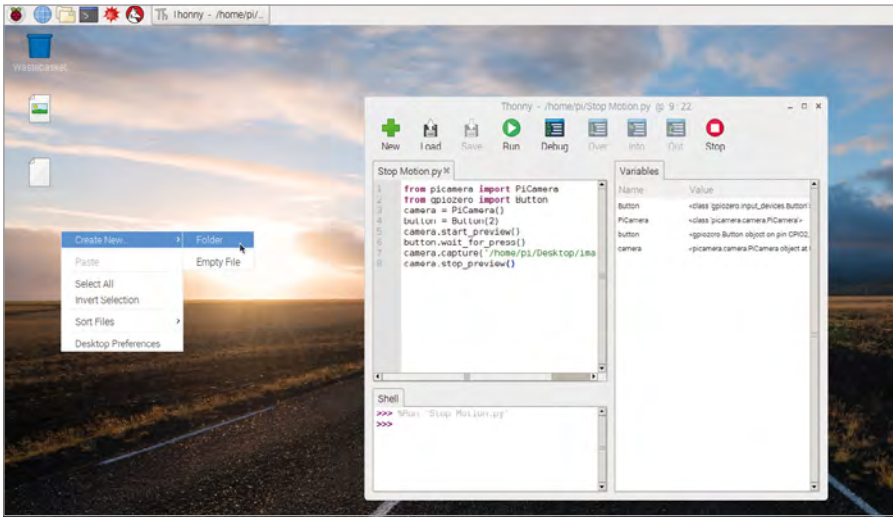 Thonny - /home/pi/..
Wastebasket
Create New...
Folder
Empty File
Paste
Select All
Invert Selection
Sort Files
Desktop Preferences
Thonny - /home/pi/Stop Motion.py @ 9 : 22
New Load Save Run Debug Over Into Out Stop
Stop Motion.py
1 from picamera import PiCamera
2 from gpiozero import Button
3 camera = PiCamera()
4 button = Button(2)
5 camera.start_preview()
6 button.wait_for_press()
7 camera.capture('/home/pi/Desktop/ima
8 camera.stop_preview()
Shell
>>> %Run 'Stop Motion.py'
>>>
Variables
Name Value
Button <class 'gpiozero.input_devices.Button'>
PiCamera <class 'picamera.camera.PiCamera'>
button <gpiozero.Button object on pin GPIO2,
camera <picamera.camera.PiCamera object at